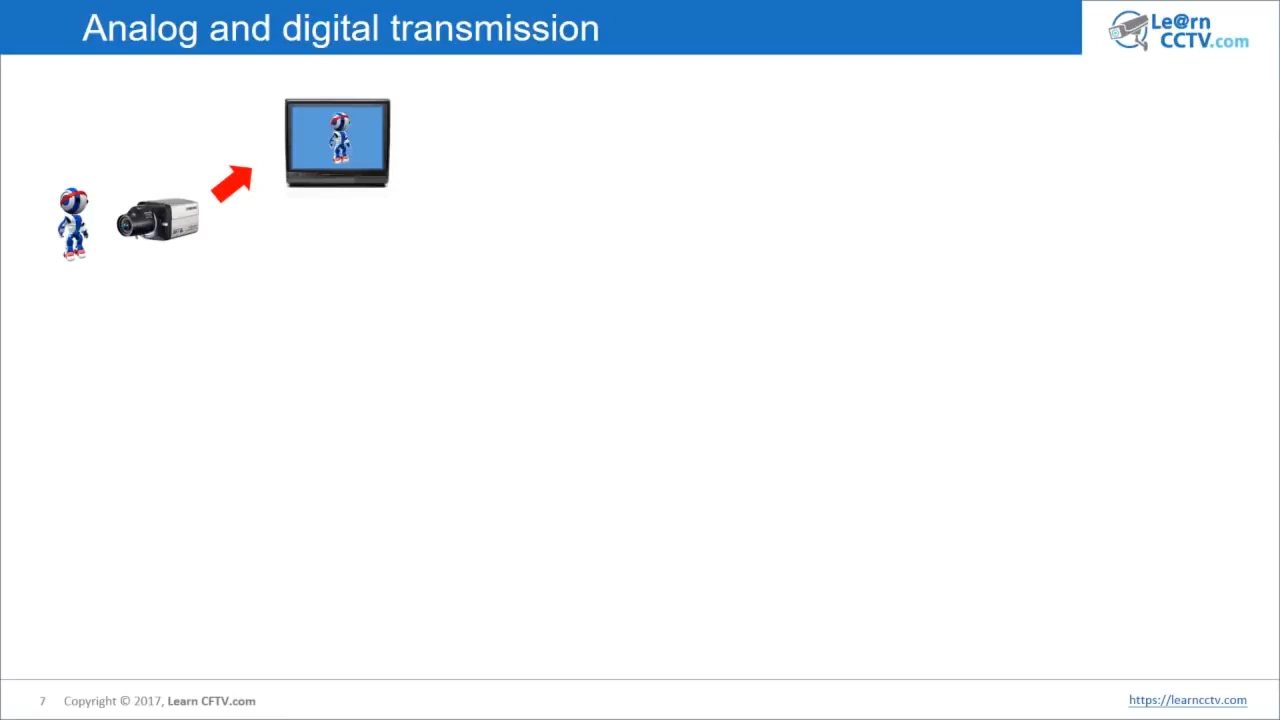 Analog and digital transmission
Le@rn
CCTV.com
7 Copyright © 2017, Learn CFTV.com
https://learncctv.com